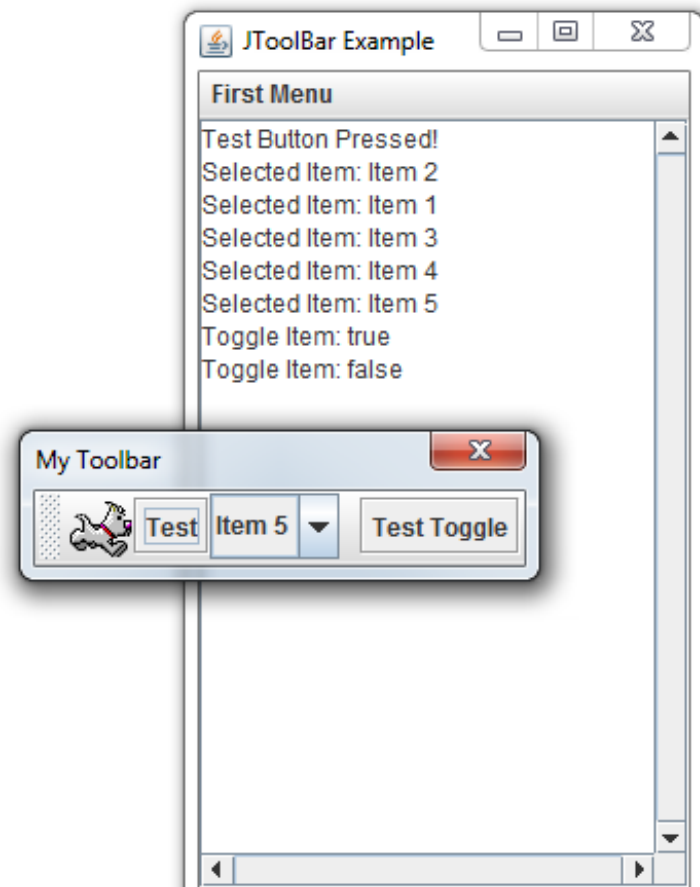 JToolBar Example
First Menu
Test Button Pressed!
Selected Item: Item 2
Selected Item: Item 1
Selected Item: Item 3
Selected Item: Item 4
Selected Item: Item 5
Toggle Item: true
Toggle Item: false
My Toolbar
Test Item 5 Test Toggle